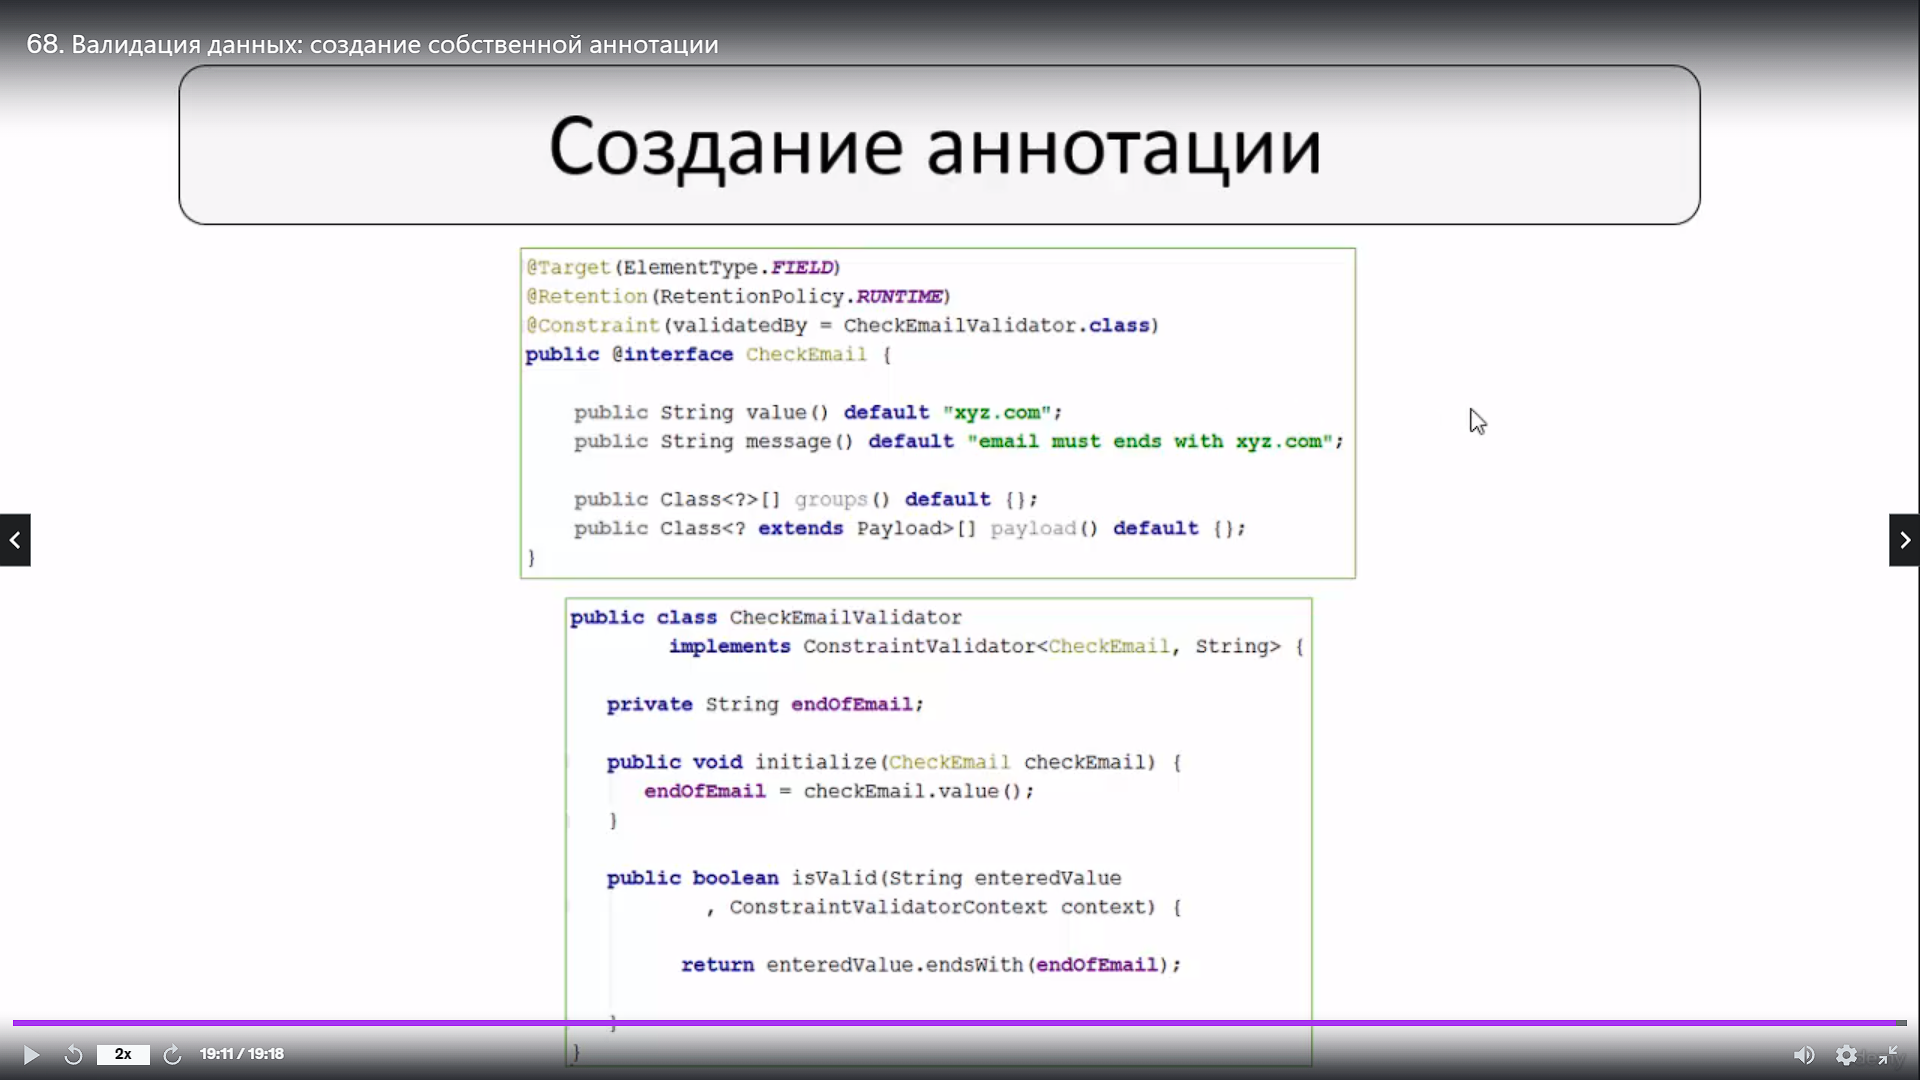 68. Валидация данных: создание собственной аннотации
Создание аннотации
@Target(ElementType.FIELD)
@Retention(RetentionPolicy.RUNTIME)
@Constraint(validatedBy = CheckEmailValidator.class)
public @interface CheckEmail {
public String value() default "xyz.com";
public String message() default "email must ends with xyz.com";
public Class<?>[] groups() default {};
public Class<? extends Payload>[] payload() default {};
}
public class CheckEmailValidator
implements ConstraintValidator<CheckEmail, String> {
private String endOfEmail;
public void initialize(CheckEmail checkEmail) {
endOfEmail = checkEmail.value();
}
public boolean isValid(String enteredValue
, ConstraintValidatorContext context) {
return enteredValue.endsWith(endOfEmail);
}
}
2x
19:11 / 19:18